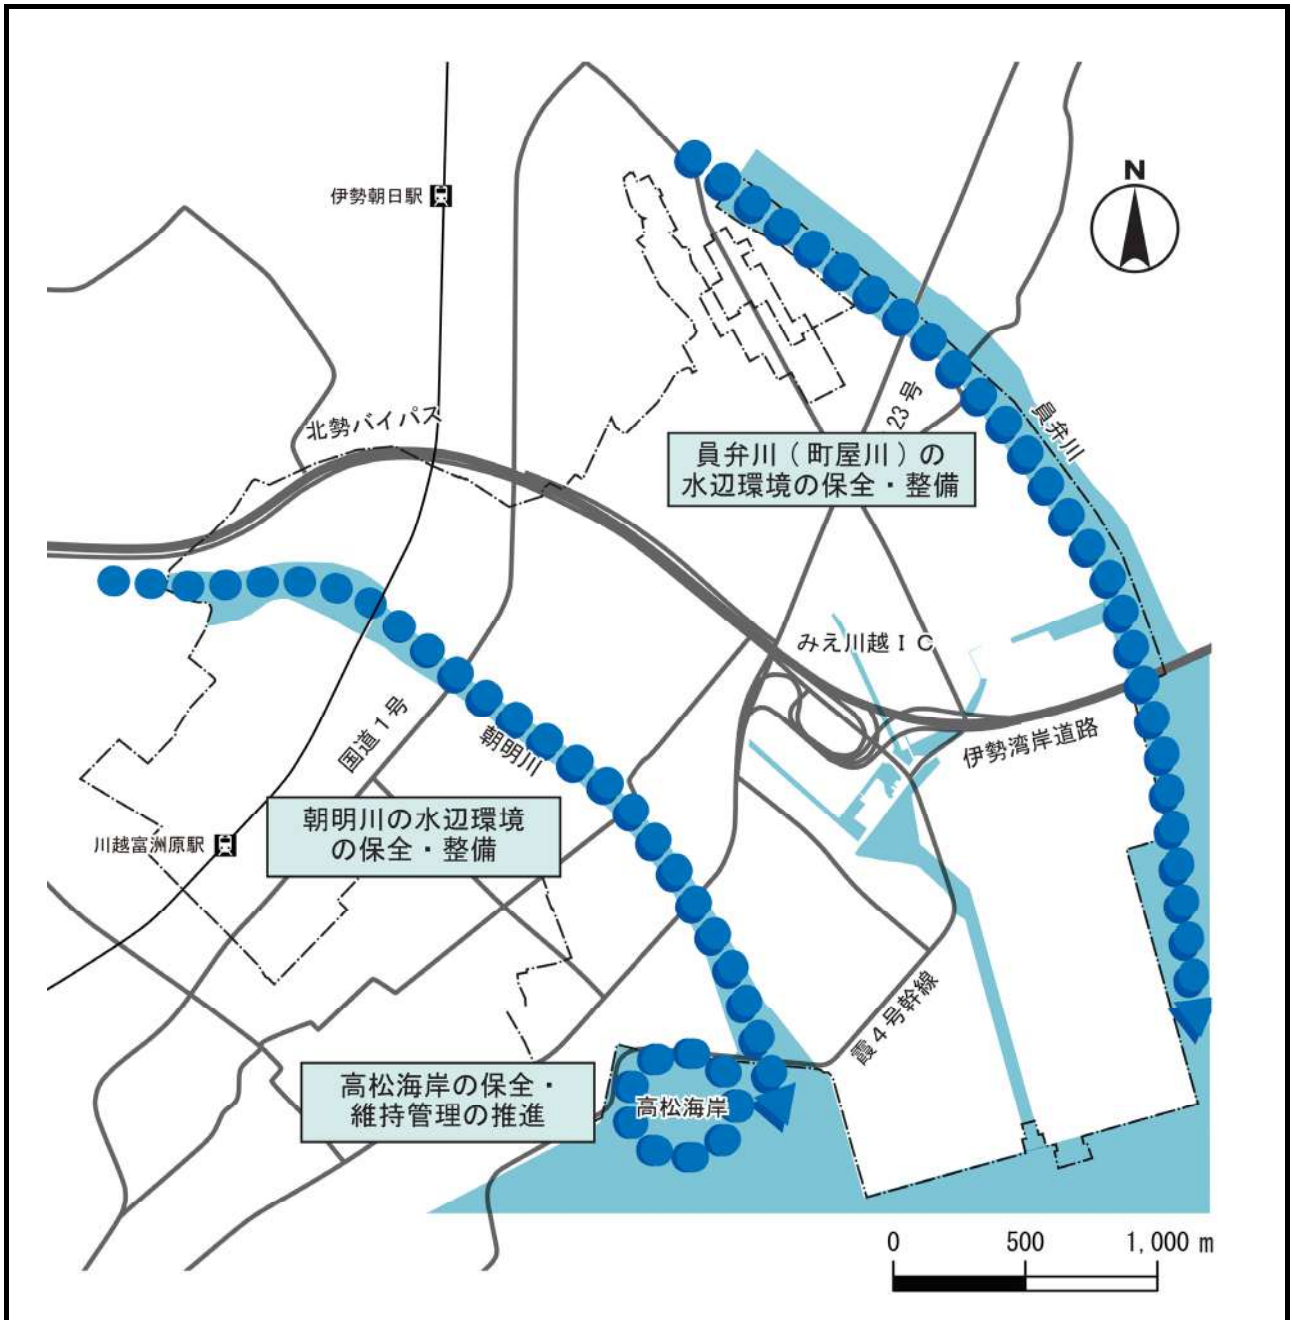 N
伊勢朝日駅
北勢バイパス
23号
員弁川
員弁川（町屋川）の
水辺環境の保全・整備
みえ川越ＩＣ
伊勢湾岸道路
国道1号
朝明川
朝明川の水辺環境
の保全・整備
川越富洲原駅
霞4号幹線
高松海岸の保全・
維持管理の推進
高松海岸
0 500 1,000 m